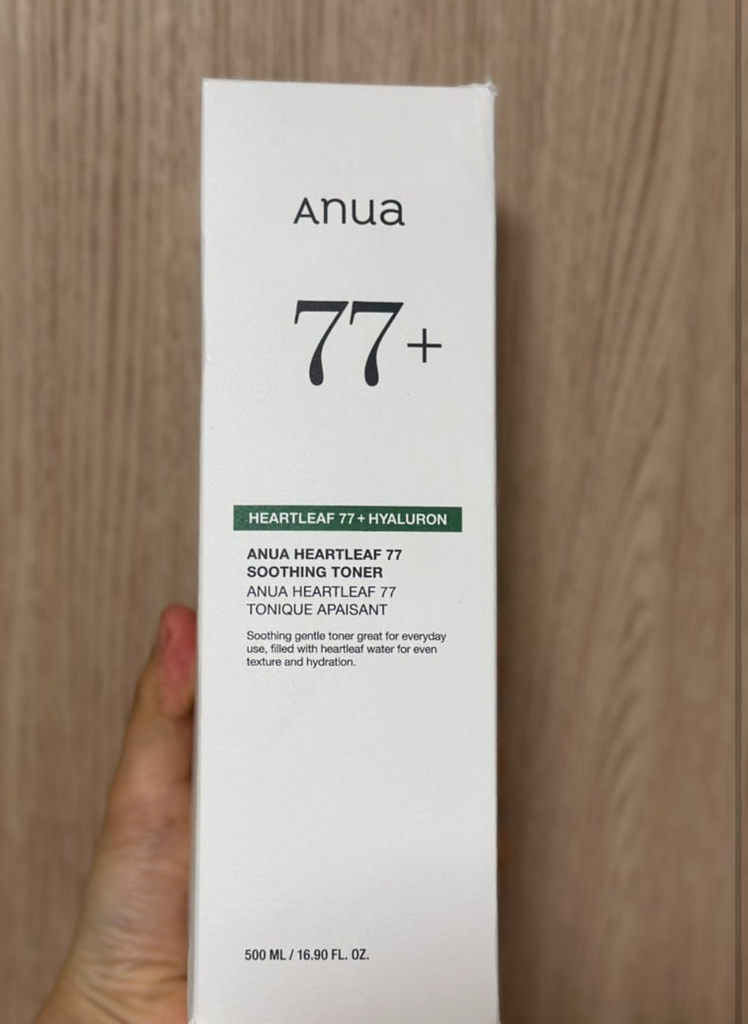 Anua
77+
HEARTLEAF 77+HYALURON
ANUA HEARTLEAF 77
SOOTHING TONER
ANUA HEARTLEAF 77
TONIQUE APAISANT
Soothing gentle toner great for everyday
use, filled with heartleaf water for even
texture and hydration.
500 ML / 16.90 FL. OZ.